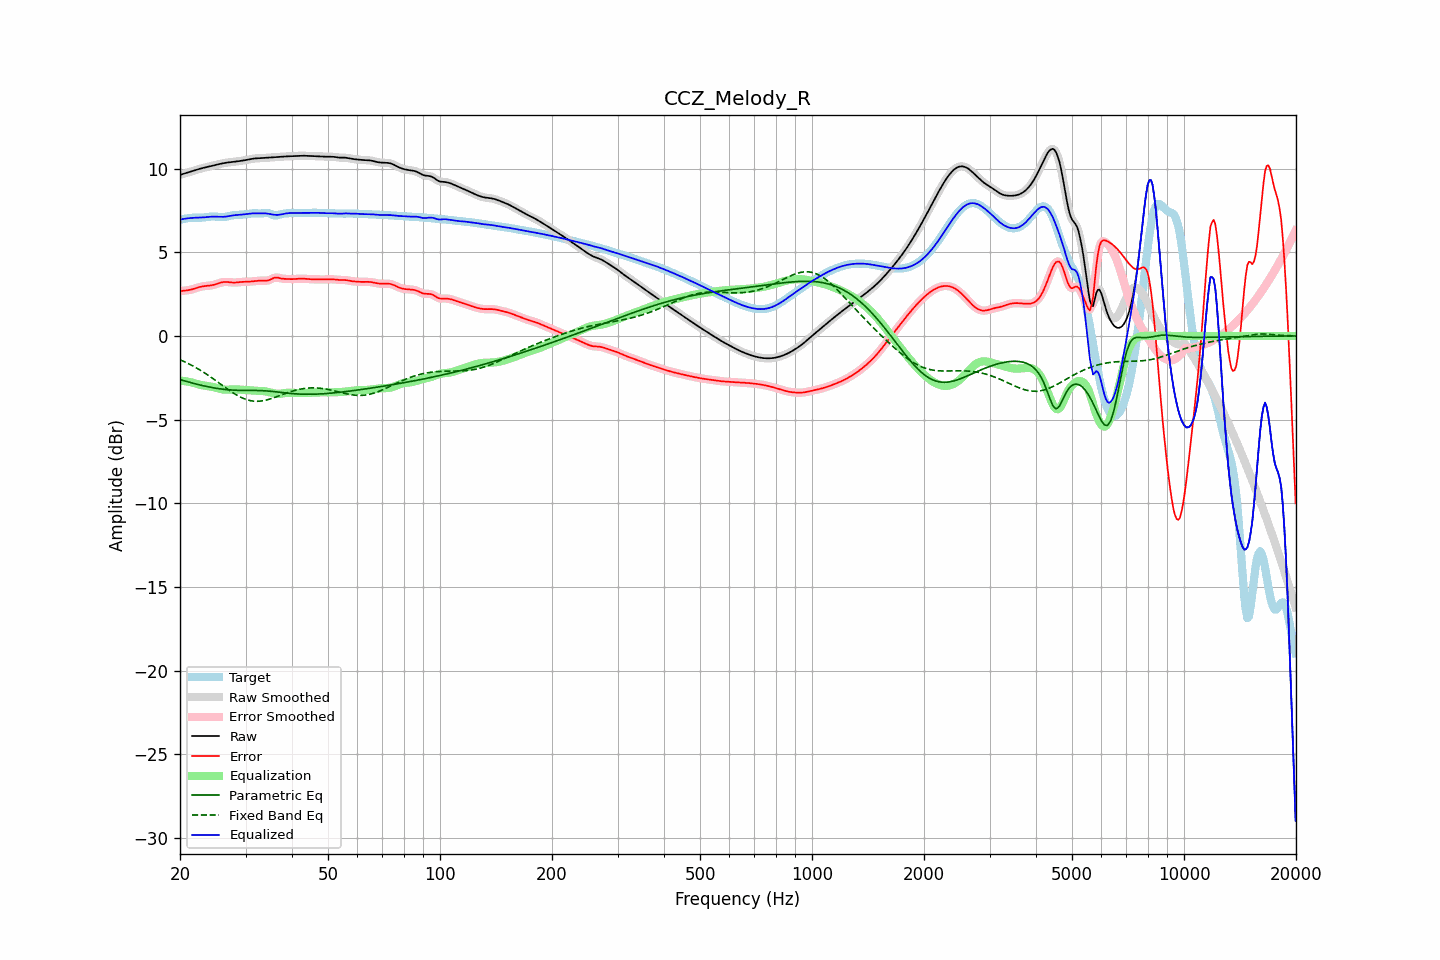 CCZ_Melody_R
Amplitude (dBr)
10
5
0
−5
−10
−15
−20
−25
−30
Target
Raw Smoothed
Error Smoothed
Raw
Error
Equalization
Parametric Eq
Fixed Band Eq
Equalized
20 50 100 200 500 1000 2000 5000 10000 20000
Frequency (Hz)